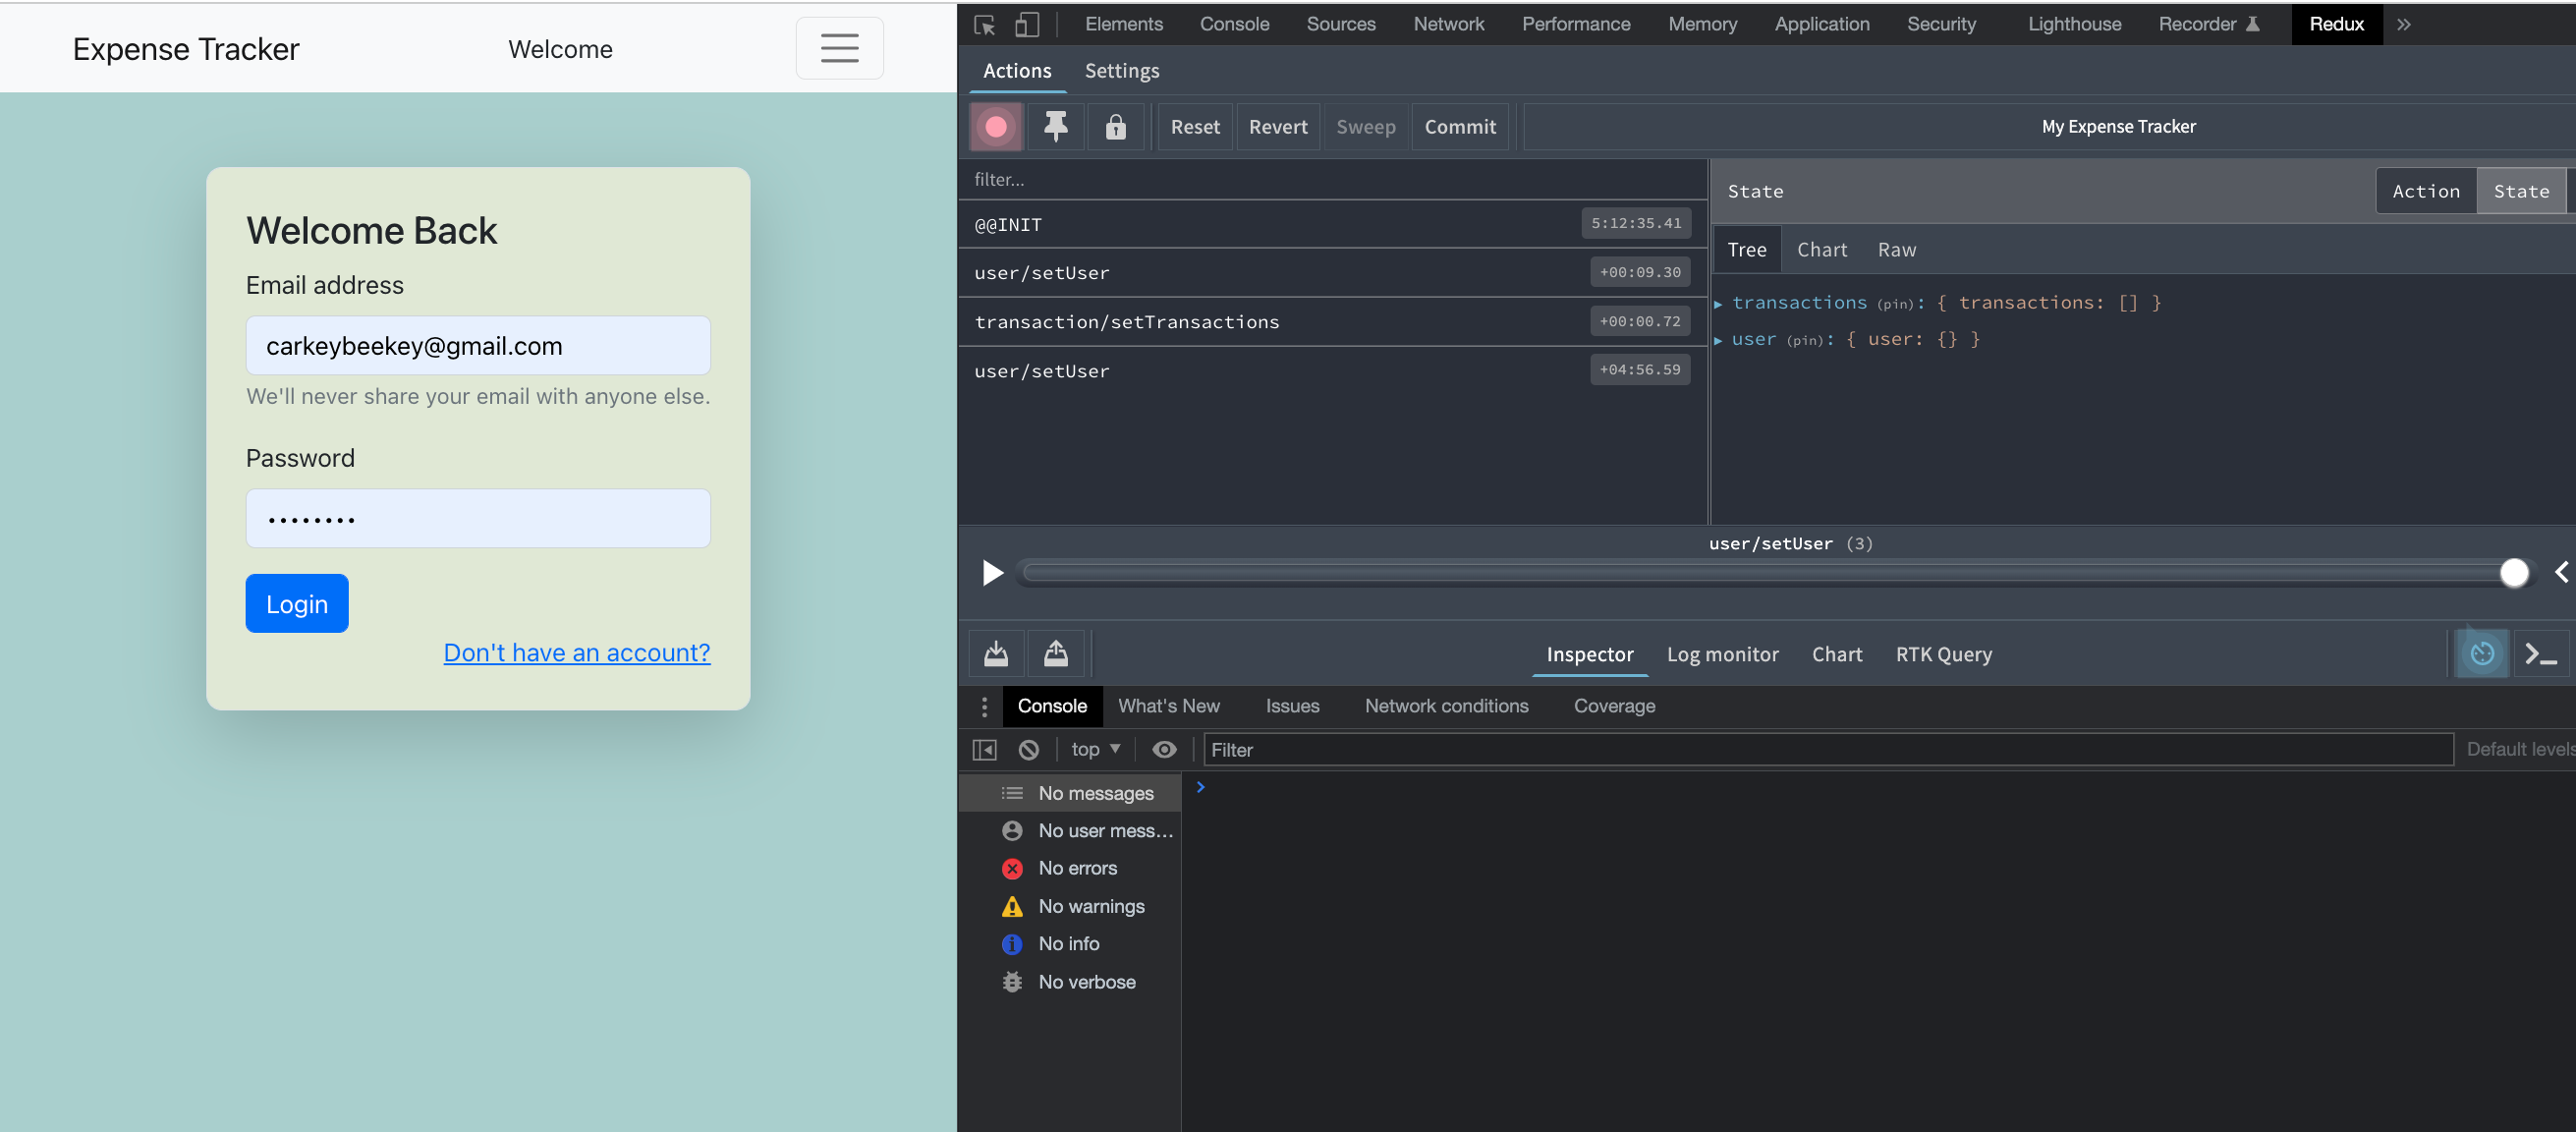 Expense Tracker
Welcome
Welcome Back
Email address
carkeybeekey@gmail.com
We'll never share your email with anyone else.
Password
••••••••
Login
Don't have an account?
Elements Console Sources Network Performance Memory Application Security Lighthouse Recorder Redux »
Actions Settings
Reset Revert Sweep Commit My Expense Tracker
filter...
@@INIT 5:12:35.41
user/setUser +00:09.30
transaction/setTransactions +00:00.72
user/setUser +04:56.59
State Action State
Tree Chart Raw
transactions (pin): { transactions: [] }
user (pin): { user: {} }
user/setUser (3)
Inspector Log monitor Chart RTK Query
Console What's New Issues Network conditions Coverage
top Filter Default levels
No messages
No user mess...
No errors
No warnings
No info
No verbose